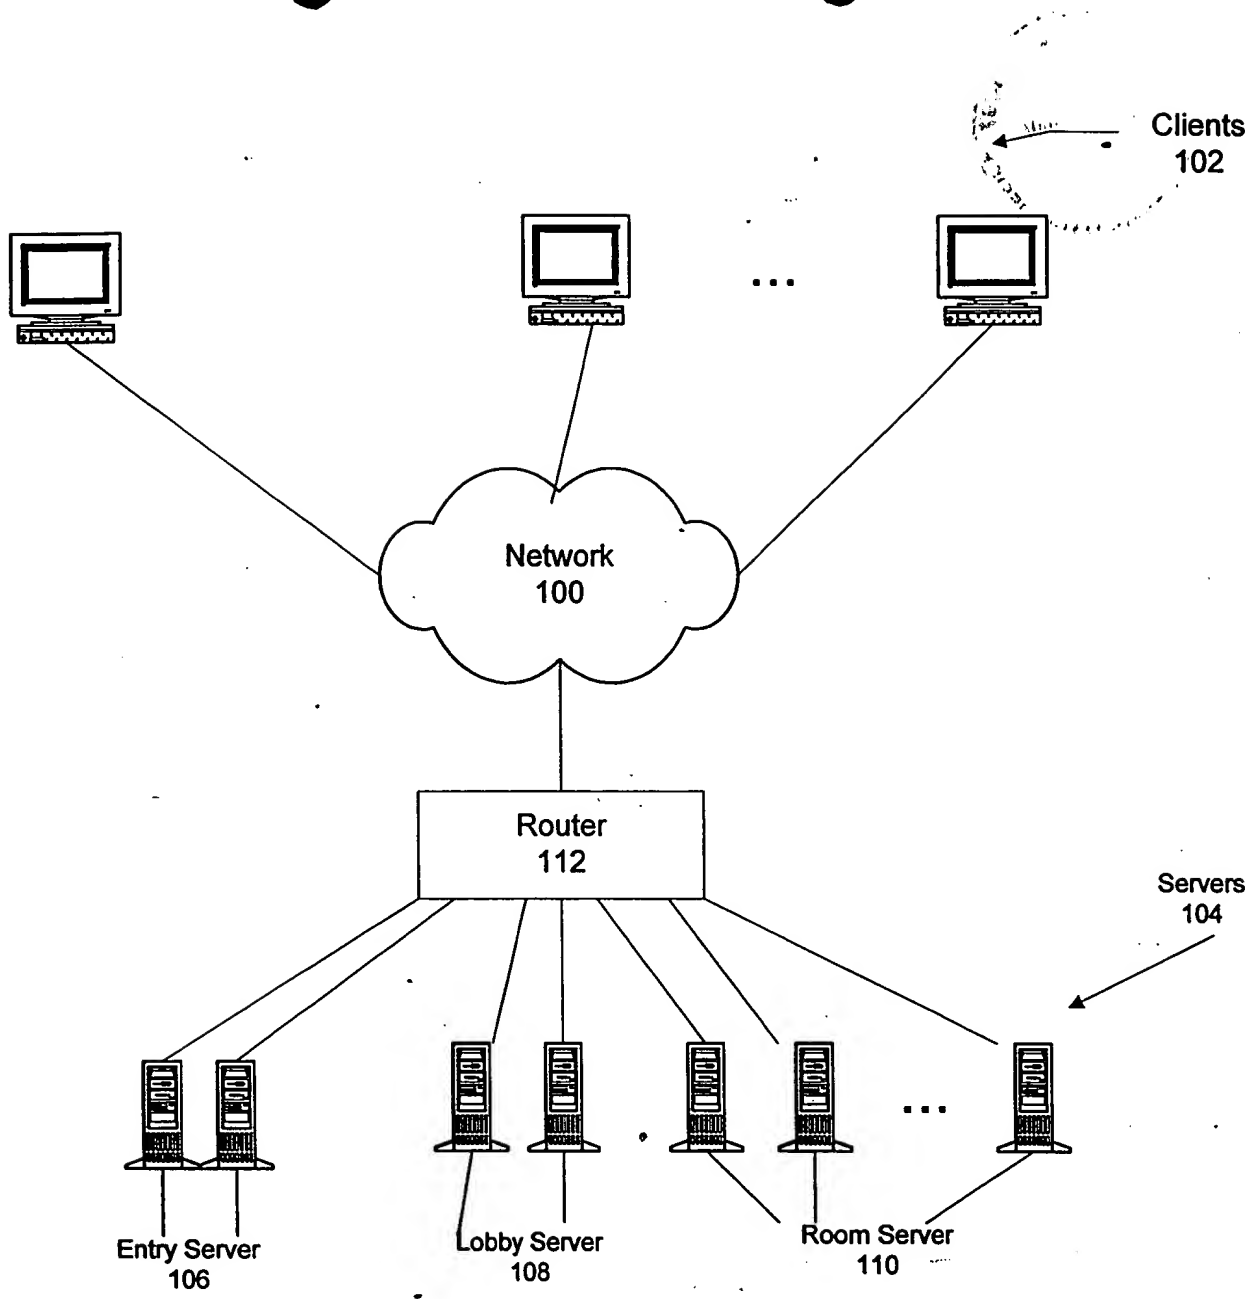 Clients
102
...
Network
100
Router
112
Servers
104
...
Entry Server
106
Lobby Server
108
Room Server
110